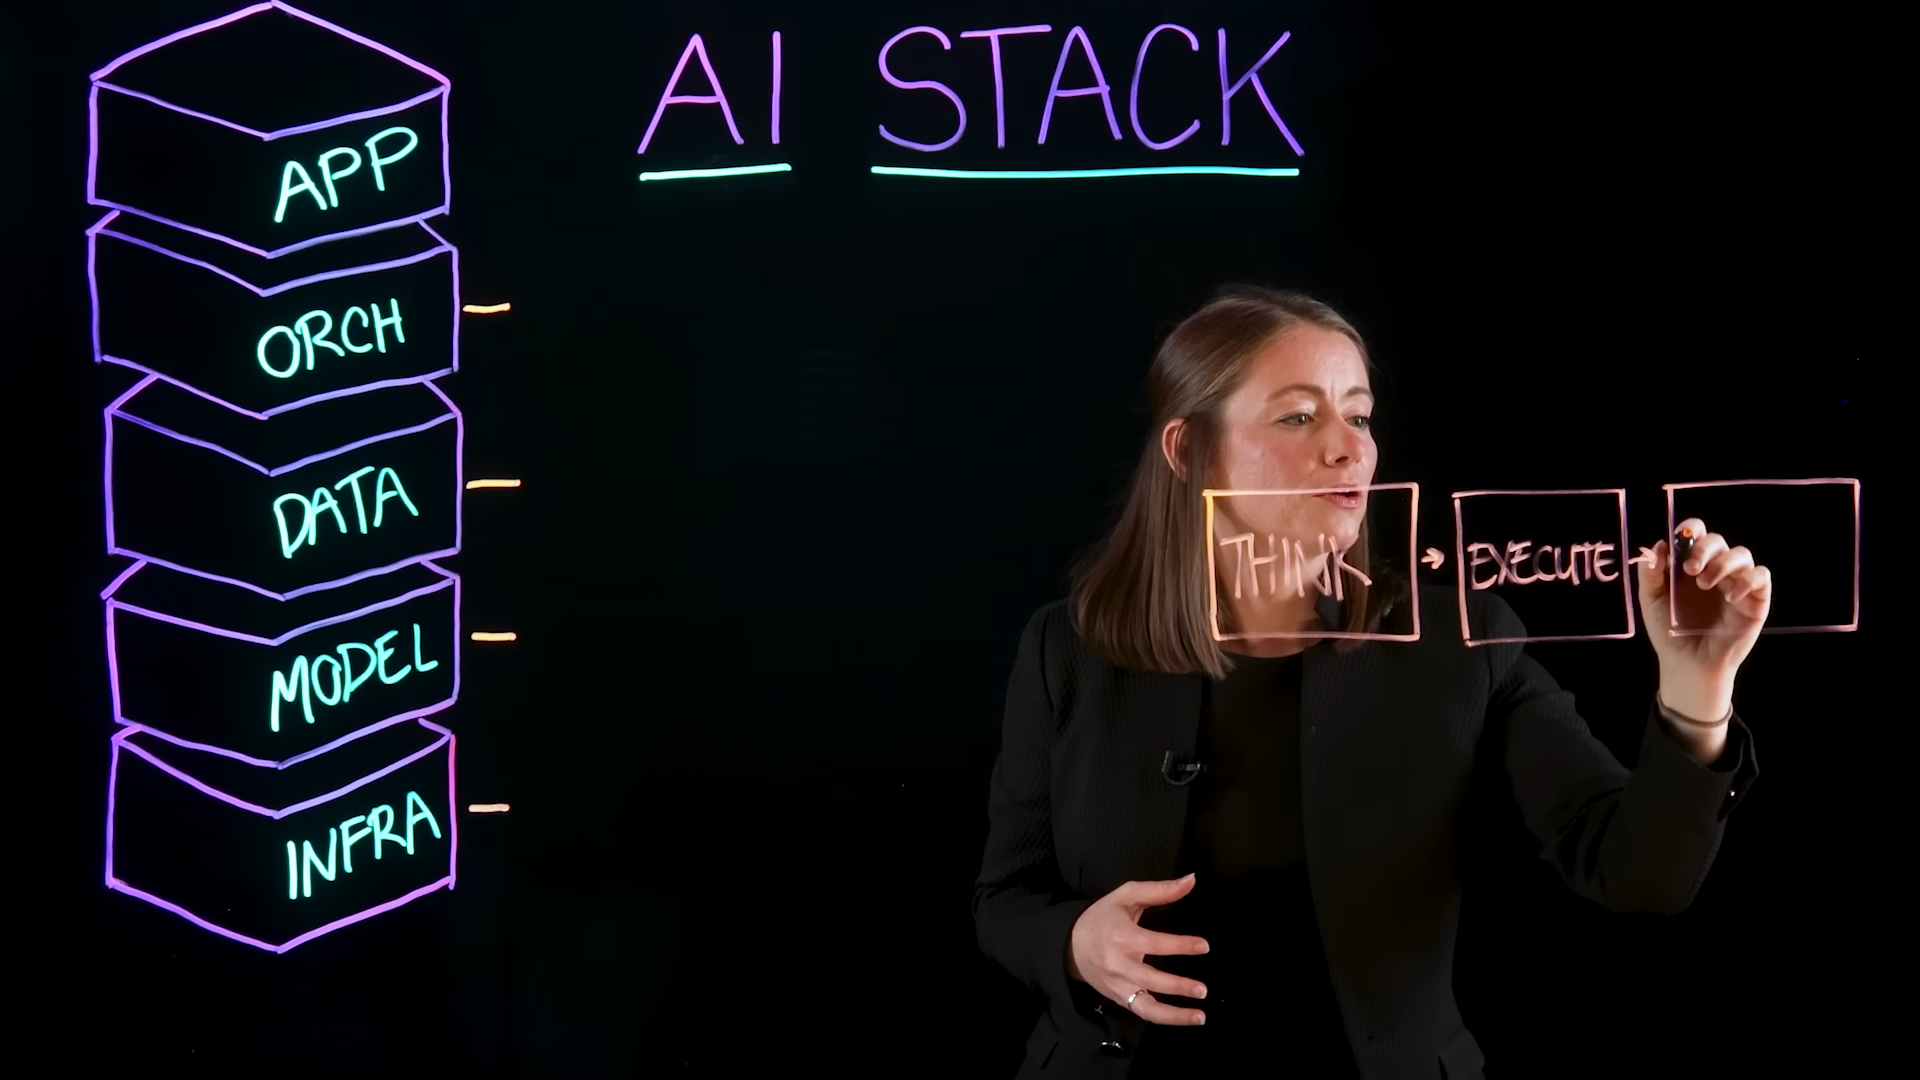 AI STACK
APP
ORCH
DATA
MODEL
INFRA
THINK
EXECUTE